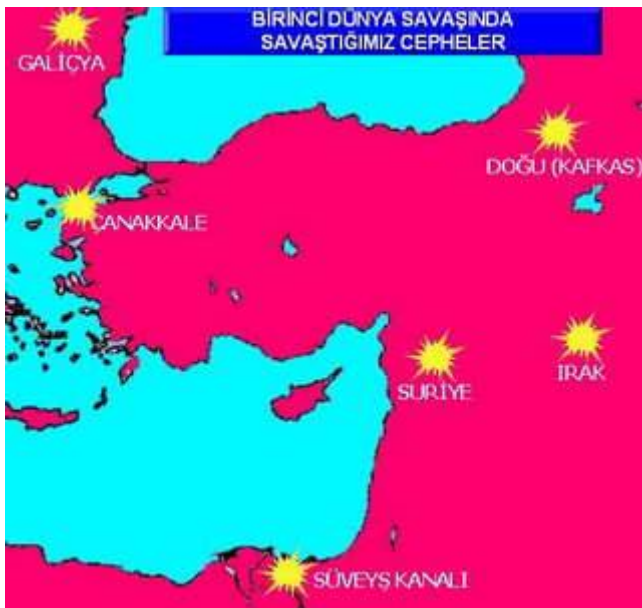 BİRİNCİ DÜNYA SAVAŞINDA
SAVAŞTIĞIMIZ CEPHELER
GALİÇYA
DOĞU (KAFKAS)
ÇANAKKALE
SURİYE
IRAK
SÜVEYŞ KANALI